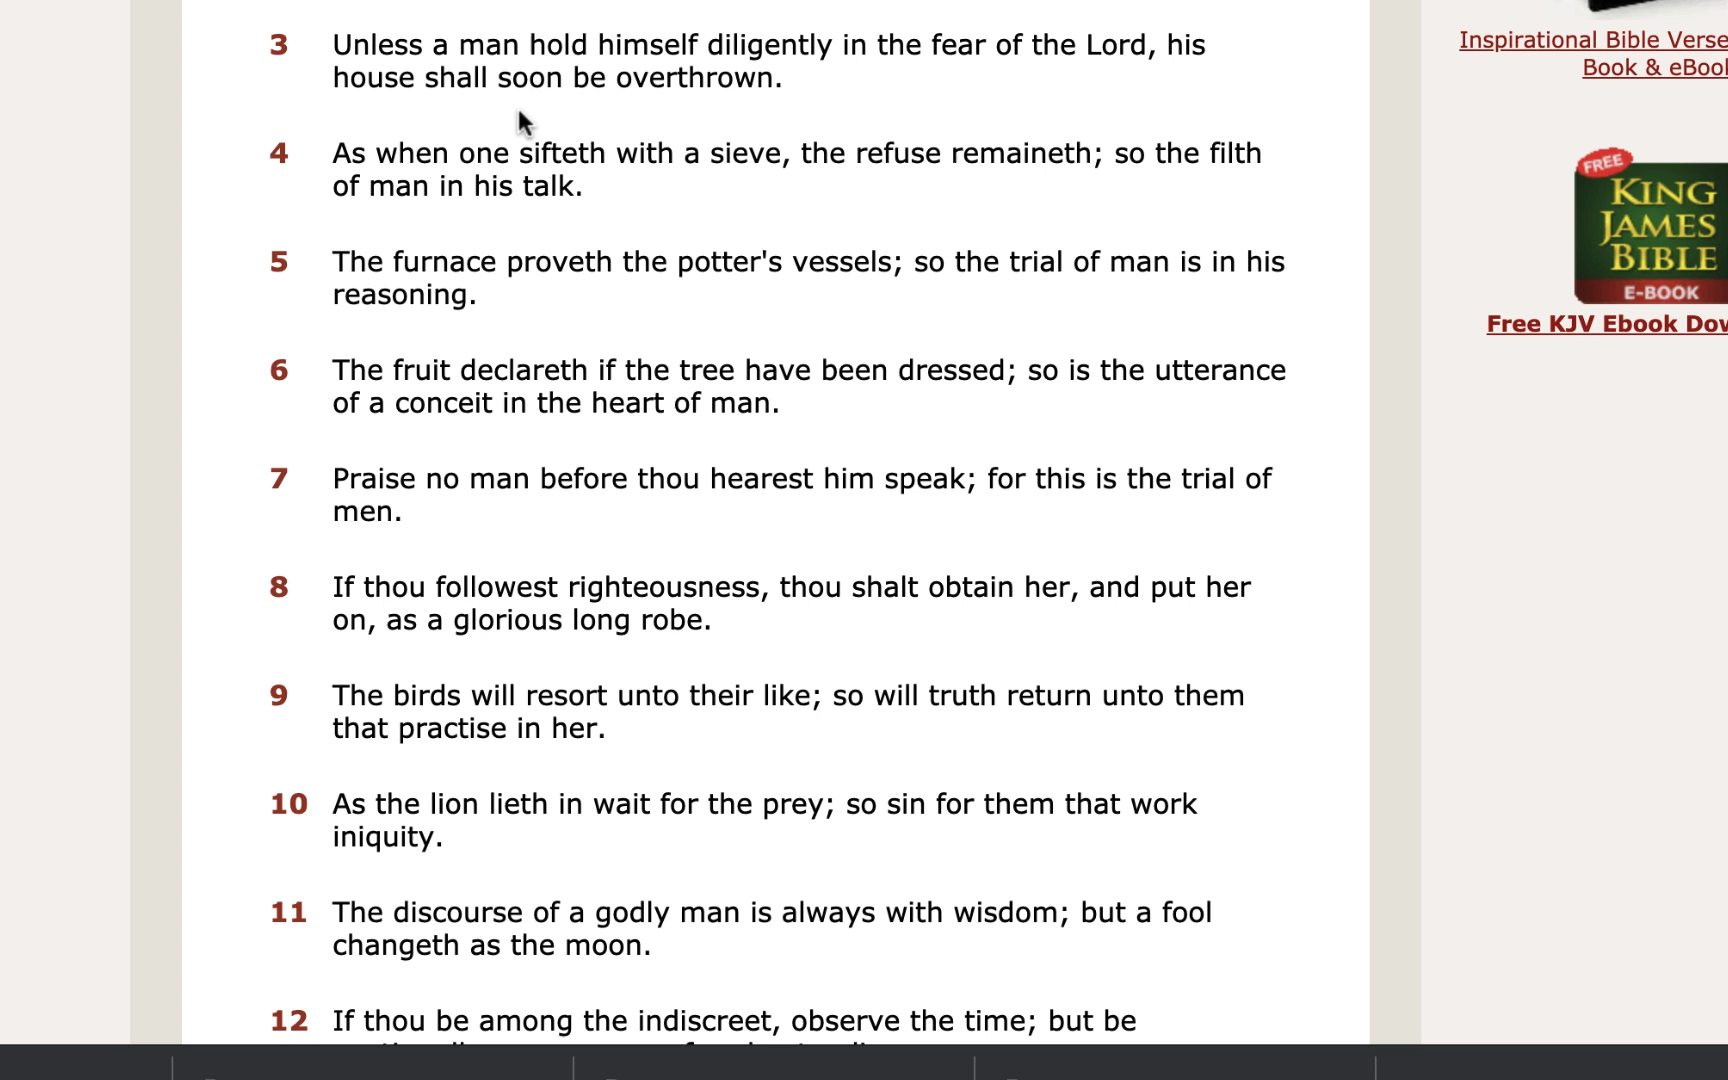 3 Unless a man hold himself diligently in the fear of the Lord, his
house shall soon be overthrown.
4 As when one sifteth with a sieve, the refuse remaineth; so the filth
of man in his talk.
5 The furnace proveth the potter's vessels; so the trial of man is in his
reasoning.
6 The fruit declareth if the tree have been dressed; so is the utterance
of a conceit in the heart of man.
7 Praise no man before thou hearest him speak; for this is the trial of
men.
8 If thou followest righteousness, thou shalt obtain her, and put her
on, as a glorious long robe.
9 The birds will resort unto their like; so will truth return unto them
that practise in her.
10 As the lion lieth in wait for the prey; so sin for them that work
iniquity.
11 The discourse of a godly man is always with wisdom; but a fool
changeth as the moon.
12 If thou be among the indiscreet, observe the time; but be
Inspirational Bible Verse
Book & eBook
FREE
KING
JAMES
BIBLE
E-BOOK
Free KJV Ebook